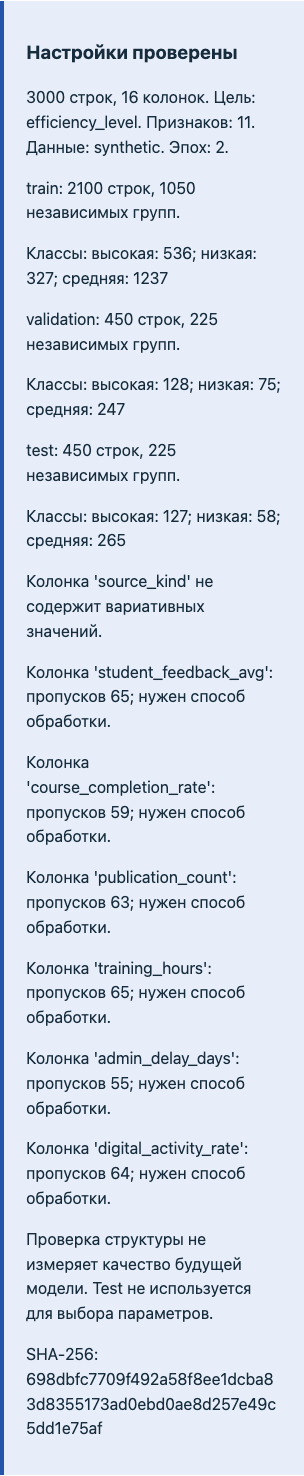 Настройки проверены
3000 строк, 16 колонок. Цель:
efficiency_level. Признаков: 11.
Данные: synthetic. Эпох: 2.
train: 2100 строк, 1050
независимых групп.
Классы: высокая: 536; низкая:
327; средняя: 1237
validation: 450 строк, 225
независимых групп.
Классы: высокая: 128; низкая: 75;
средняя: 247
test: 450 строк, 225
независимых групп.
Классы: высокая: 127; низкая: 58;
средняя: 265
Колонка 'source_kind' не
содержит вариативных
значений.
Колонка 'student_feedback_avg':
пропусков 65; нужен способ
обработки.
Колонка
'course_completion_rate':
пропусков 59; нужен способ
обработки.
Колонка 'publication_count':
пропусков 63; нужен способ
обработки.
Колонка 'training_hours':
пропусков 65; нужен способ
обработки.
Колонка 'admin_delay_days':
пропусков 55; нужен способ
обработки.
Колонка 'digital_activity_rate':
пропусков 64; нужен способ
обработки.
Проверка структуры не
измеряет качество будущей
модели. Test не используется
для выбора параметров.
SHA-256:
698dbfc7709f492a58f8ee1dcba8
3d8355173ad0ebd0ae8d257e49c
5dd1e75af